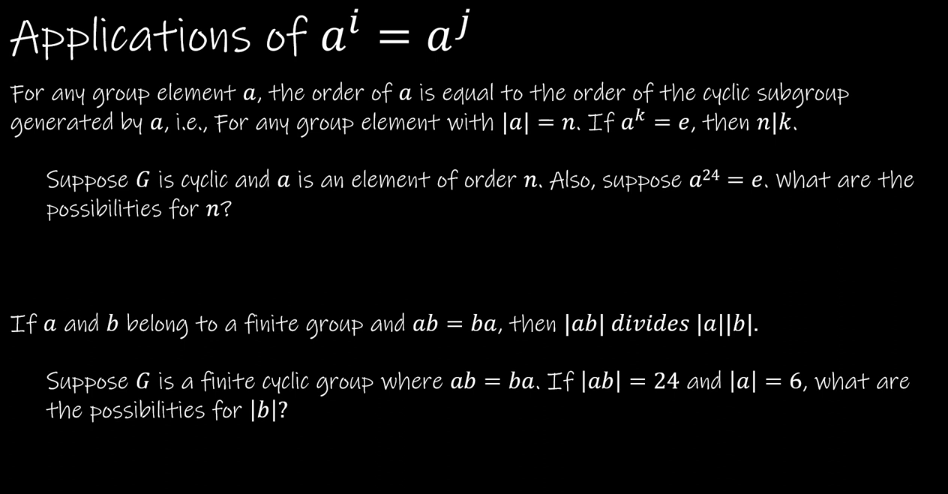 Applications of aⁱ = aʲ
For any group element a, the order of a is equal to the order of the cyclic subgroup
generated by a, i.e., For any group element with |a| = n. If aᵏ = e, then n|k.
Suppose G is cyclic and a is an element of order n. Also, suppose a²⁴ = e. What are the
possibilities for n?
If a and b belong to a finite group and ab = ba, then |ab| divides |a||b|.
Suppose G is a finite cyclic group where ab = ba. If |ab| = 24 and |a| = 6, what are
the possibilities for |b|?